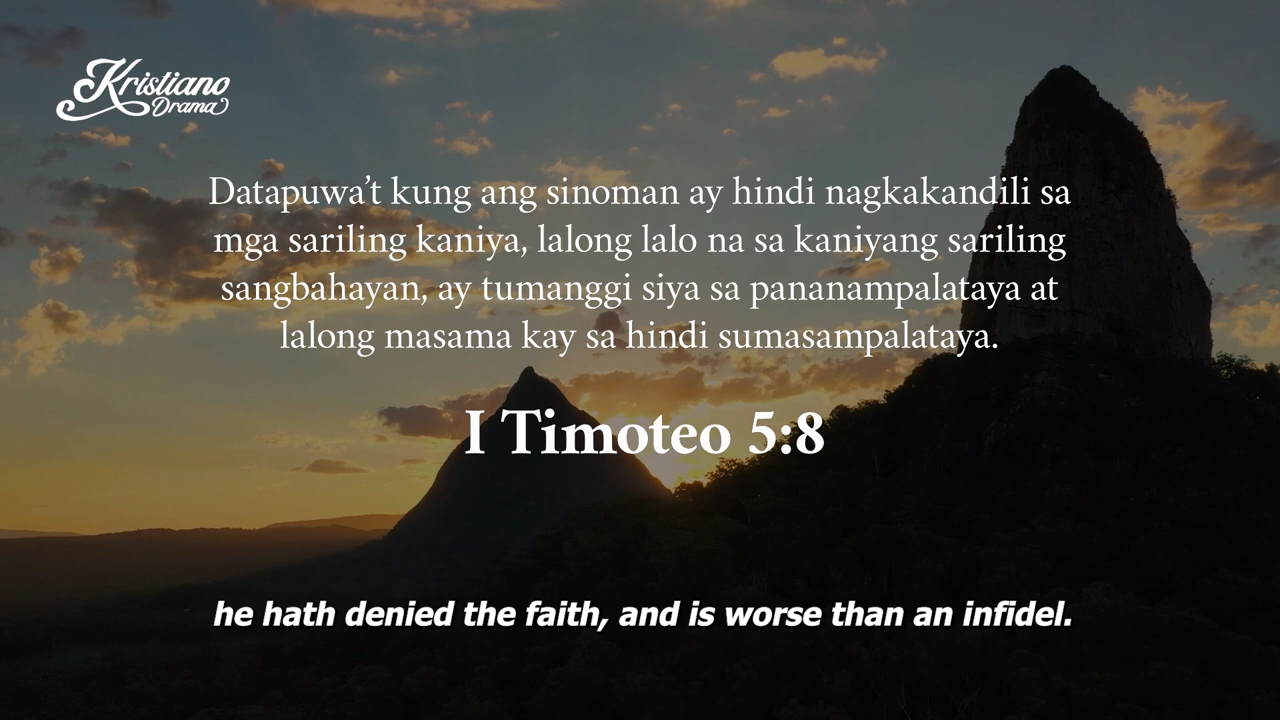 Kristiano
Drama
Datapuwa’t kung ang sinoman ay hindi nagkakandili sa
mga sariling kaniya, lalong lalo na sa kaniyang sariling
sangbahayan, ay tumanggi siya sa pananampalataya at
lalong masama kay sa hindi sumasampalataya.
I Timoteo 5:8
he hath denied the faith, and is worse than an infidel.